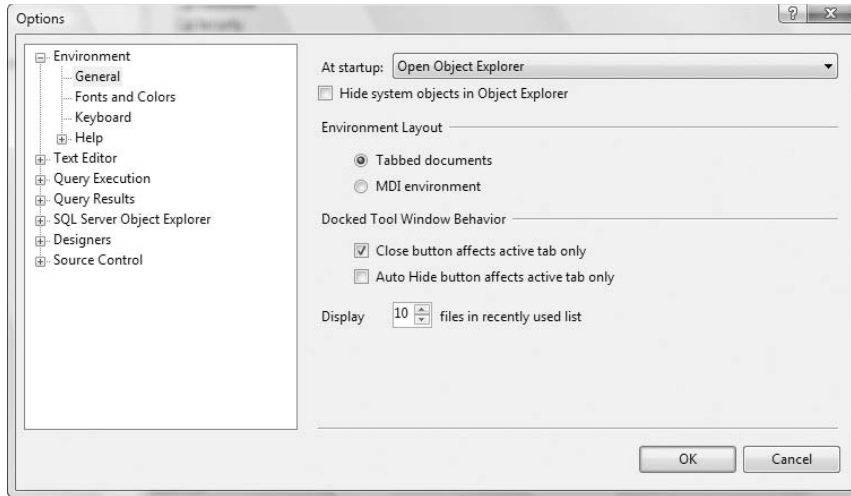 Options
Environment
General
Fonts and Colors
Keyboard
Help
Text Editor
Query Execution
Query Results
SQL Server Object Explorer
Designers
Source Control
At startup: Open Object Explorer
Hide system objects in Object Explorer
Environment Layout
Tabbed documents
MDI environment
Docked Tool Window Behavior
Close button affects active tab only
Auto Hide button affects active tab only
Display 10 files in recently used list
OK Cancel